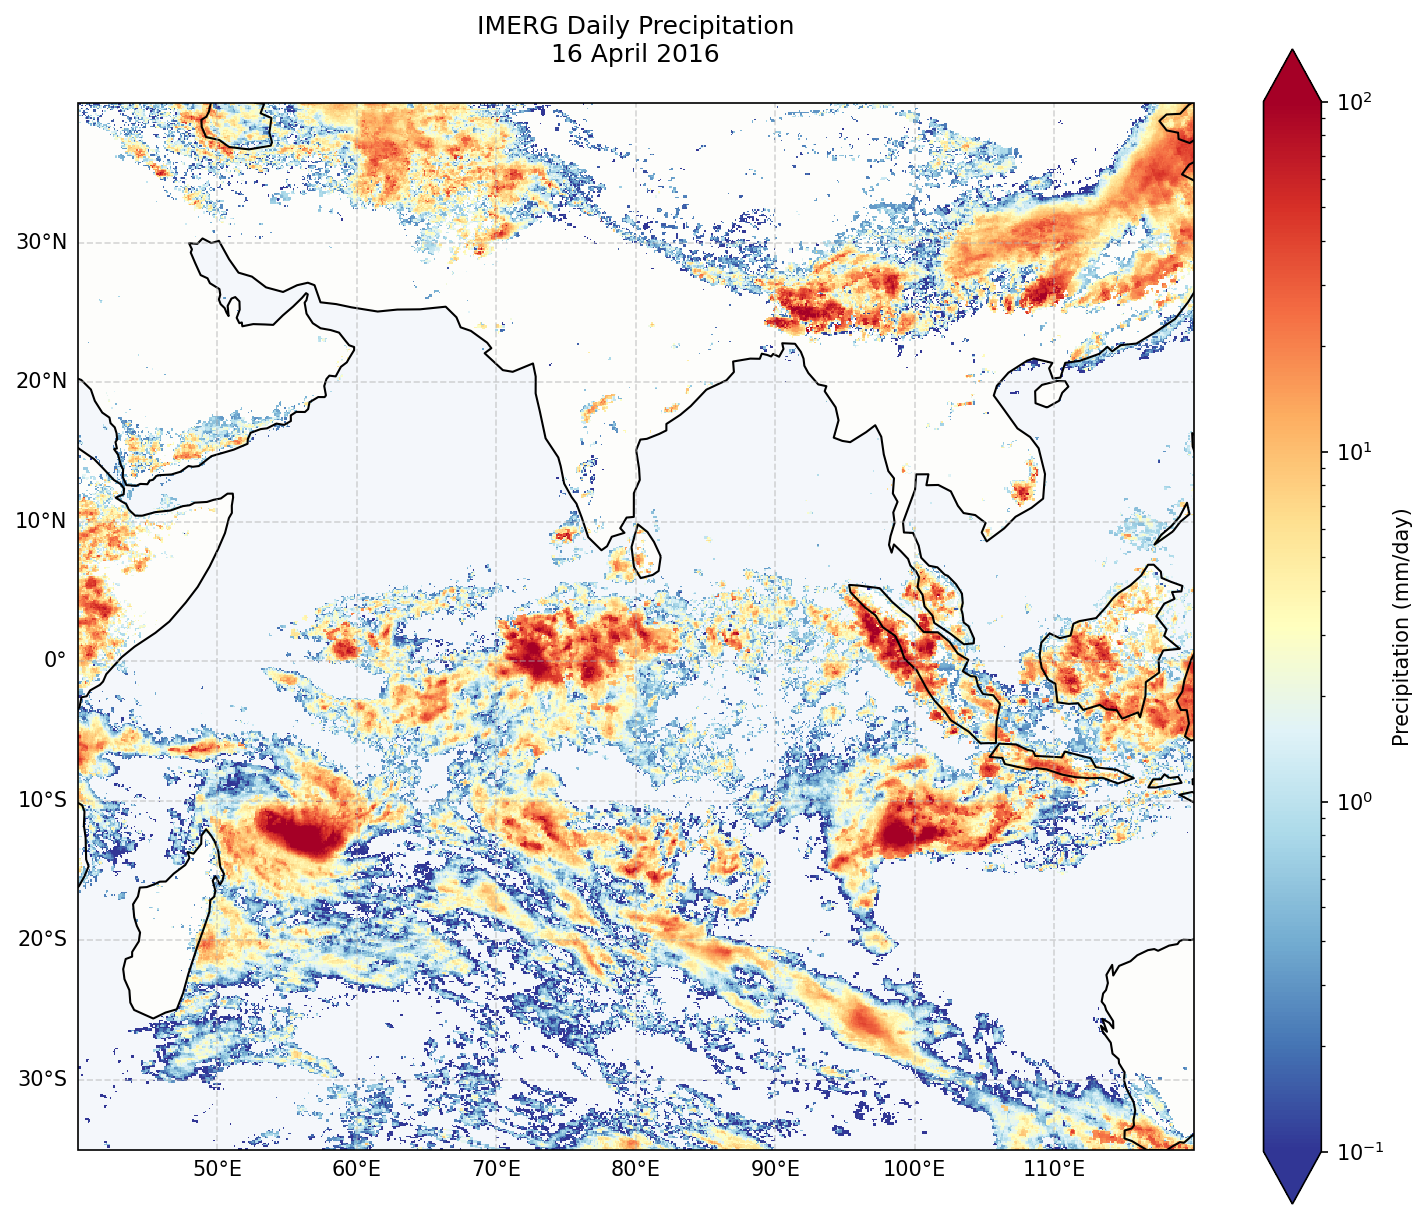 IMERG Daily Precipitation
16 April 2016
30°N
20°N
10°N
0°
10°S
20°S
30°S
50°E 60°E 70°E 80°E 90°E 100°E 110°E
10²
10¹
10⁰
10⁻¹
Precipitation (mm/day)